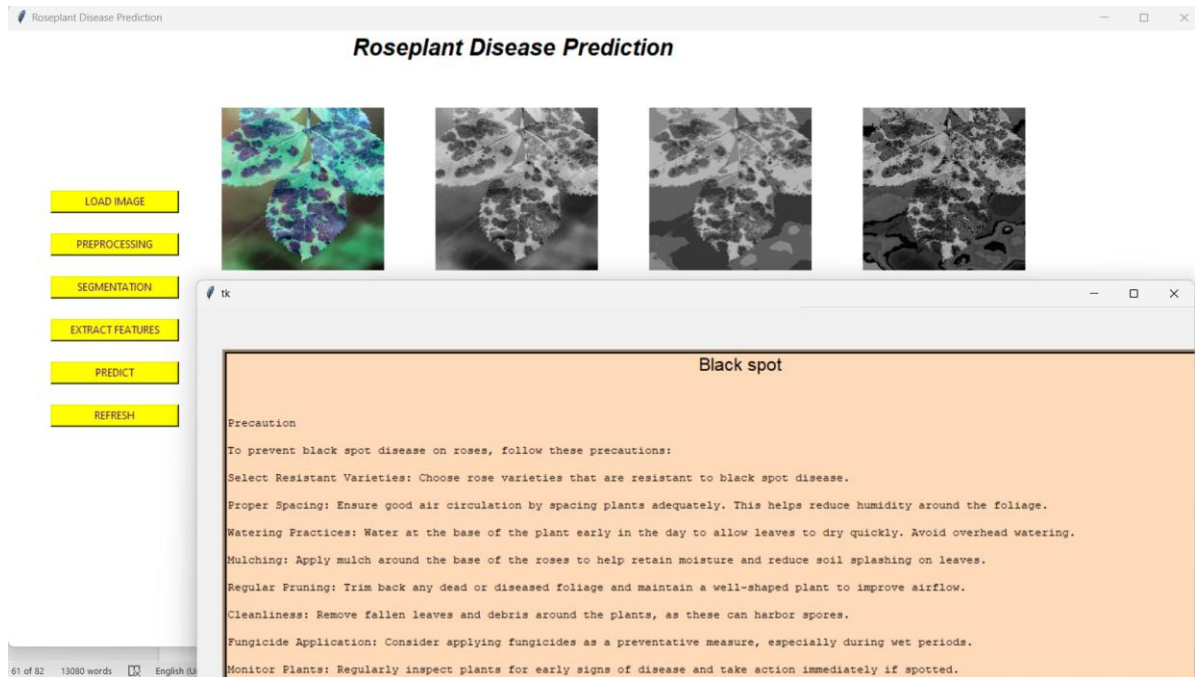 Roseplant Disease Prediction
Roseplant Disease Prediction
LOAD IMAGE
PREPROCESSING
SEGMENTATION
EXTRACT FEATURES
PREDICT
REFRESH
tk
Black spot
Precaution
To prevent black spot disease on roses, follow these precautions:
Select Resistant Varieties: Choose rose varieties that are resistant to black spot disease.
Proper Spacing: Ensure good air circulation by spacing plants adequately. This helps reduce humidity around the foliage.
Watering Practices: Water at the base of the plant early in the day to allow leaves to dry quickly. Avoid overhead watering.
Mulching: Apply mulch around the base of the roses to help retain moisture and reduce soil splashing on leaves.
Regular Pruning: Trim back any dead or diseased foliage and maintain a well-shaped plant to improve airflow.
Cleanliness: Remove fallen leaves and debris around the plants, as these can harbor spores.
Fungicide Application: Consider applying fungicides as a preventative measure, especially during wet periods.
Monitor Plants: Regularly inspect plants for early signs of disease and take action immediately if spotted.
61 of 82 13080 words English (U